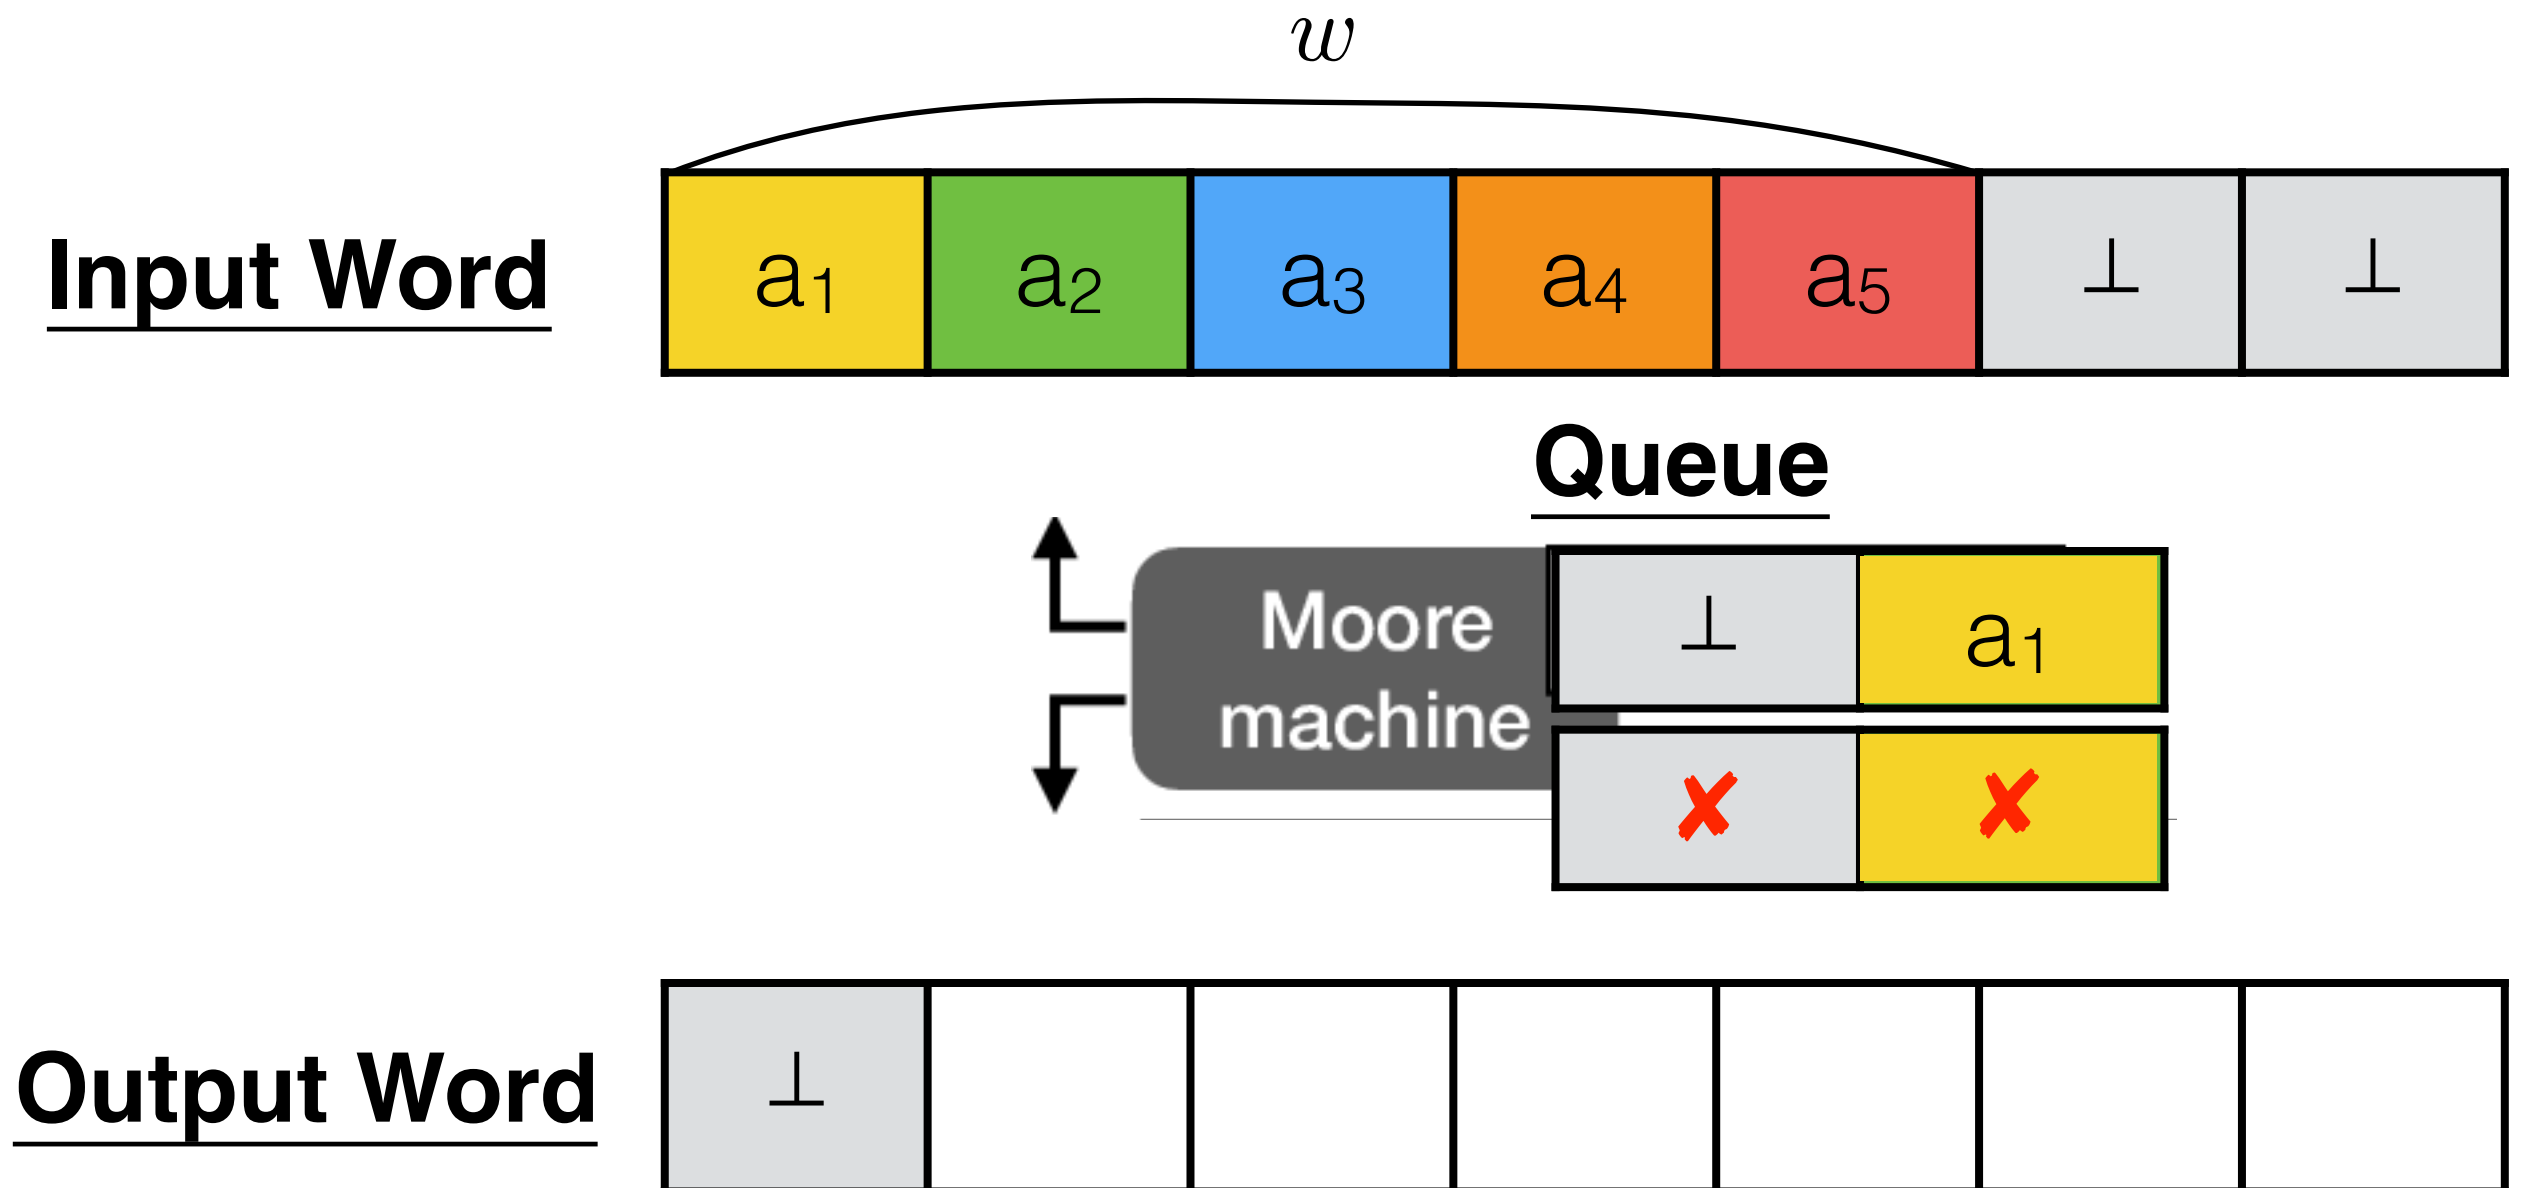 w
Input Word
a1 a2 a3 a4 a5 ⊥ ⊥
Queue
Moore
machine
⊥ a1
✘ ✘
Output Word
⊥